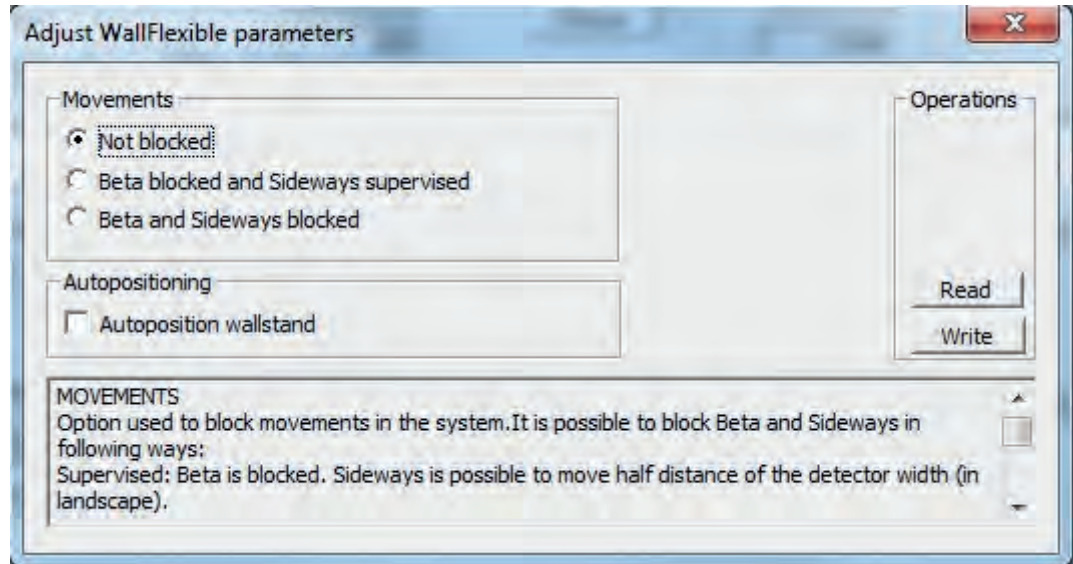 Adjust WallFlexible parameters
Movements
Not blocked
Beta blocked and Sideways supervised
Beta and Sideways blocked
Autopositioning
Autoposition wallstand
Operations
Read
Write
MOVEMENTS
Option used to block movements in the system.It is possible to block Beta and Sideways in
following ways:
Supervised: Beta is blocked. Sideways is possible to move half distance of the detector width (in
landscape).